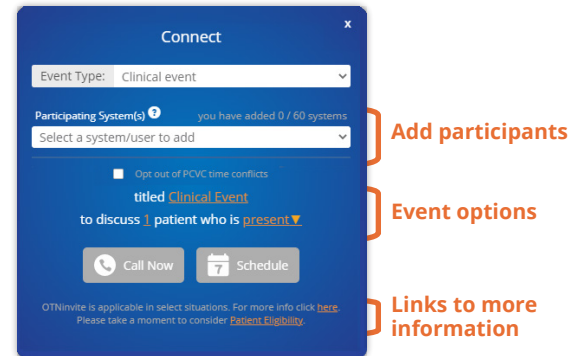 x
Connect
Event Type: Clinical event
Participating System(s) ? you have added 0 / 60 systems
Select a system/user to add
Add participants
Opt out of PCVC time conflicts
titled Clinical Event
Event options
to discuss 1 patient who is present▼
Call Now
7 Schedule
OTNinvite is applicable in select situations. For more info click here.
Please take a moment to consider Patient Eligibility.
Links to more
information